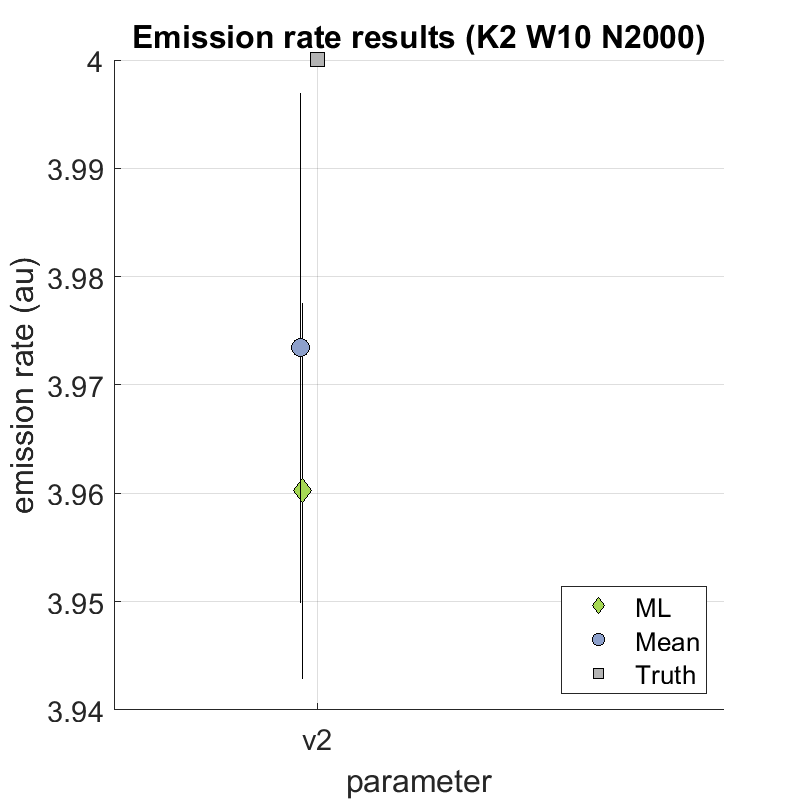 Emission rate results (K2 W10 N2000)
4
3.99
3.98
3.97
3.96
3.95
3.94
emission rate (au)
ML
Mean
Truth
v2
parameter